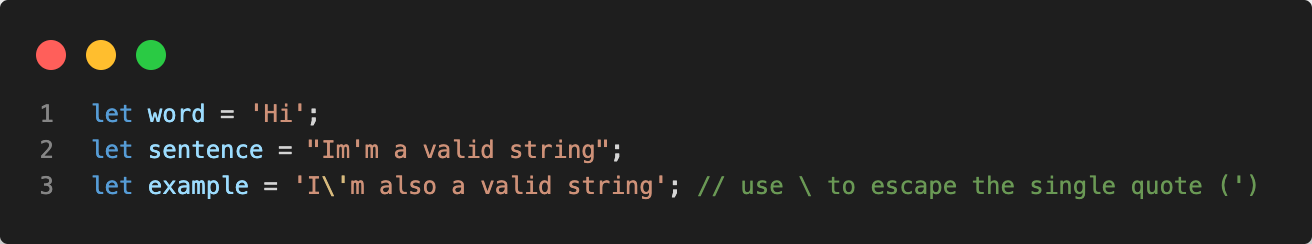 1 let word = 'Hi';
2 let sentence = "Im'm a valid string";
3 let example = 'I\'m also a valid string'; // use \ to escape the single quote (')